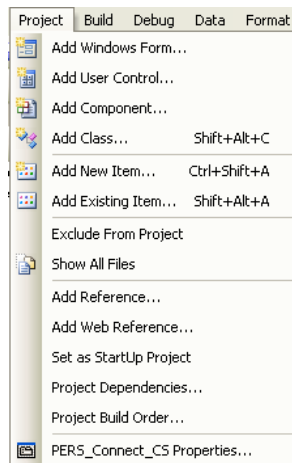 Project Build Debug Data Format
Add Windows Form...
Add User Control...
Add Component...
Add Class... Shift+Alt+C
Add New Item... Ctrl+Shift+A
Add Existing Item... Shift+Alt+A
Exclude From Project
Show All Files
Add Reference...
Add Web Reference...
Set as StartUp Project
Project Dependencies...
Project Build Order...
PERS_Connect_CS Properties...